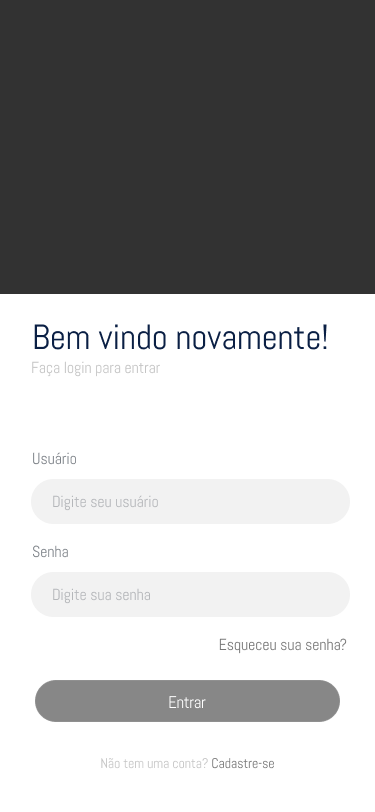 Bem vindo novamente!
Faça login para entrar
Usuário
Digite seu usuário
Senha
Digite sua senha
Esqueceu sua senha?
Entrar
Não tem uma conta? Cadastre-se